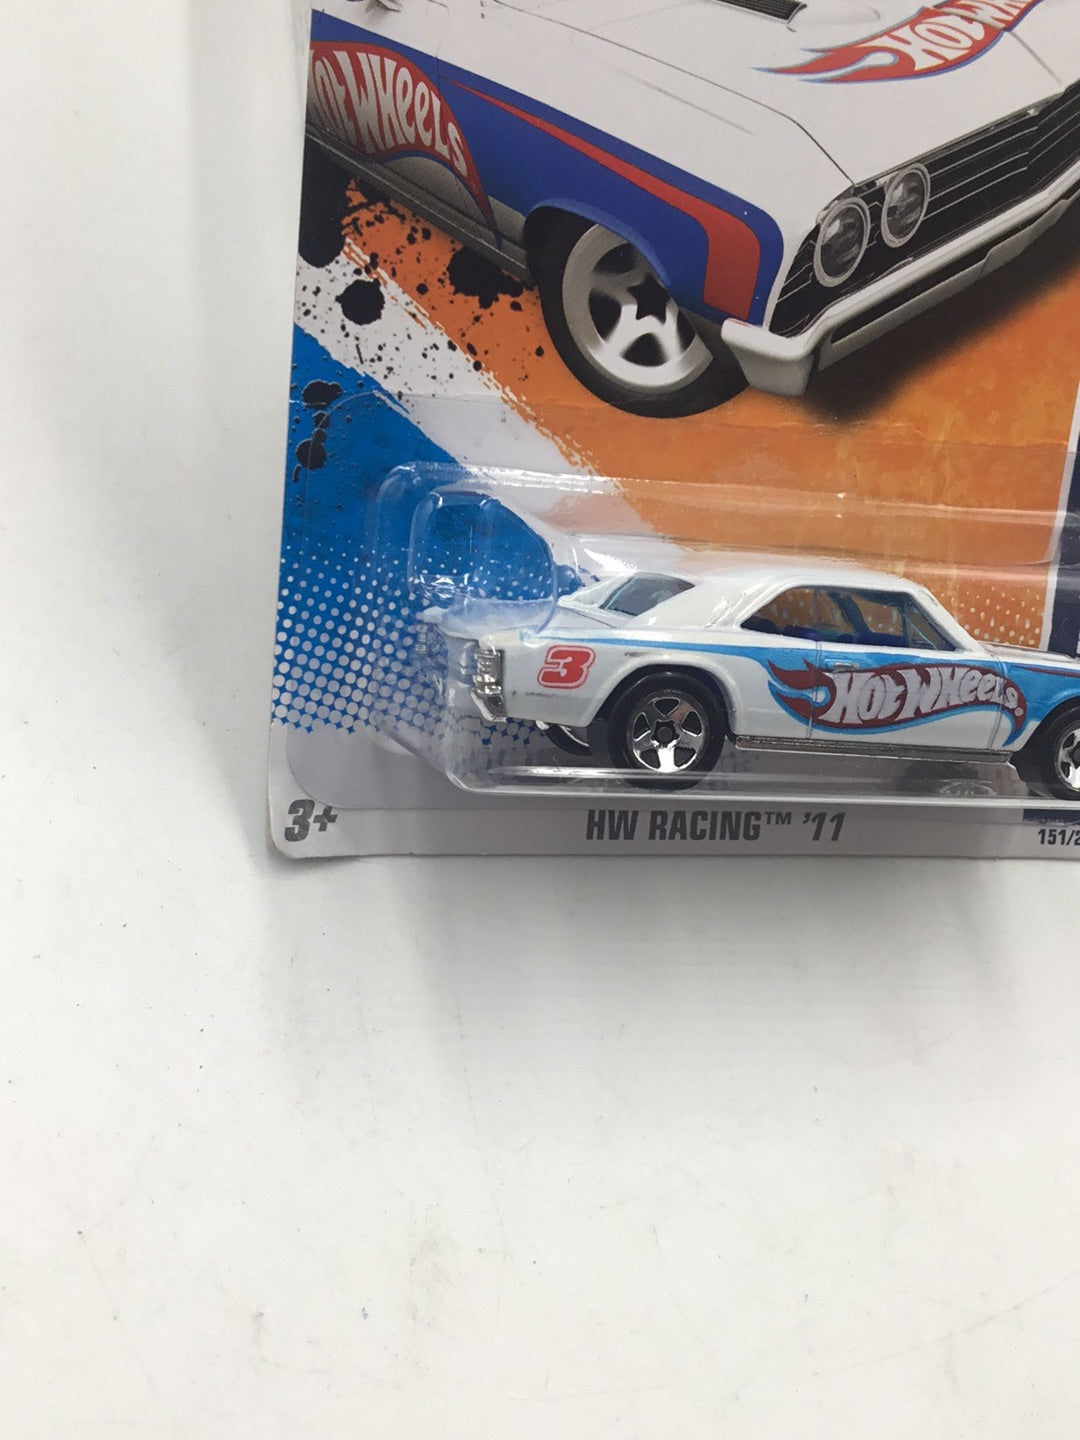 HOT WHEELS
HOT WHEELS
3
HOT WHEELS
3+
HW RACING™ '11
151/2